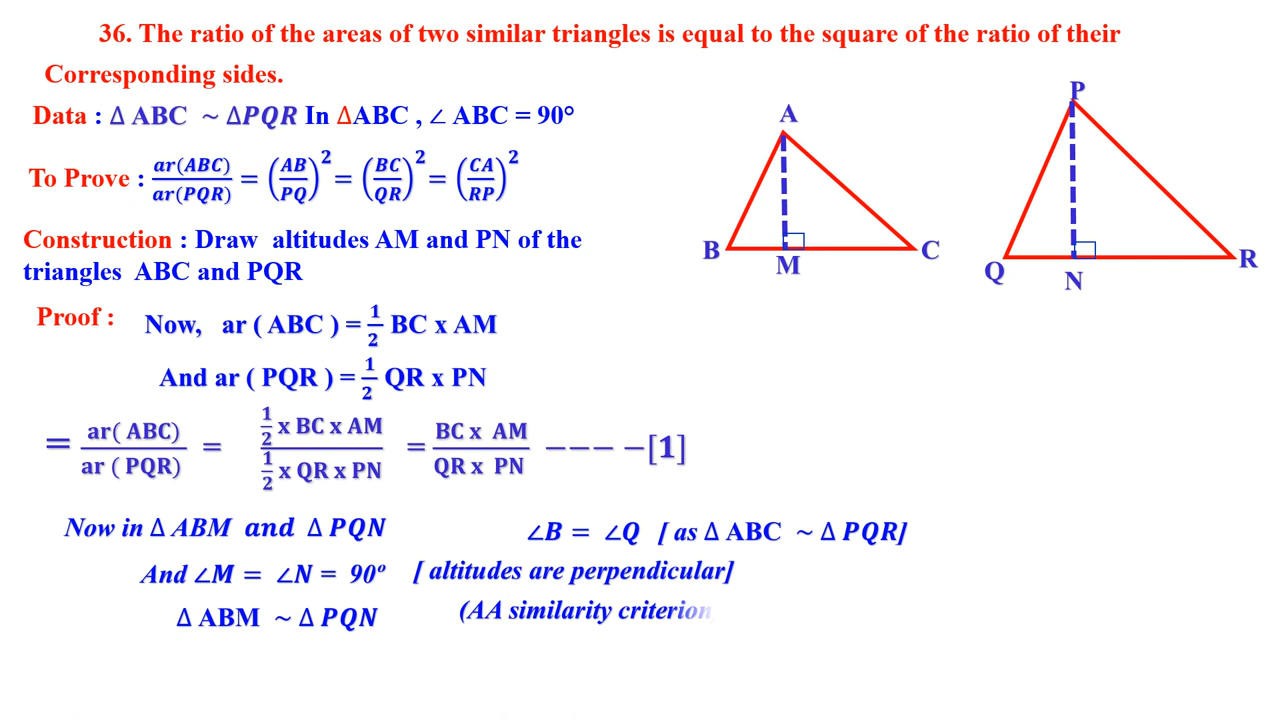 36. The ratio of the areas of two similar triangles is equal to the square of the ratio of their
Corresponding sides.
Data : Δ ABC ~ ΔPQR In ΔABC , ∠ ABC = 90°
To Prove : ar(ABC)/ar(PQR) = (AB/PQ)² = (BC/QR)² = (CA/RP)²
Construction : Draw altitudes AM and PN of the
triangles ABC and PQR
Proof :
Now, ar ( ABC ) = 1/2 BC x AM
And ar ( PQR ) = 1/2 QR x PN
= ar( ABC)/ar ( PQR) = (1/2 x BC x AM)/(1/2 x QR x PN) = (BC x AM)/(QR x PN) −−− −[1]
Now in Δ ABM and Δ PQN ∠B = ∠Q [ as Δ ABC ~ Δ PQR]
And ∠M = ∠N = 90° [ altitudes are perpendicular]
Δ ABM ~ Δ PQN (AA similarity criterion
A
B
M
C
P
Q
N
R